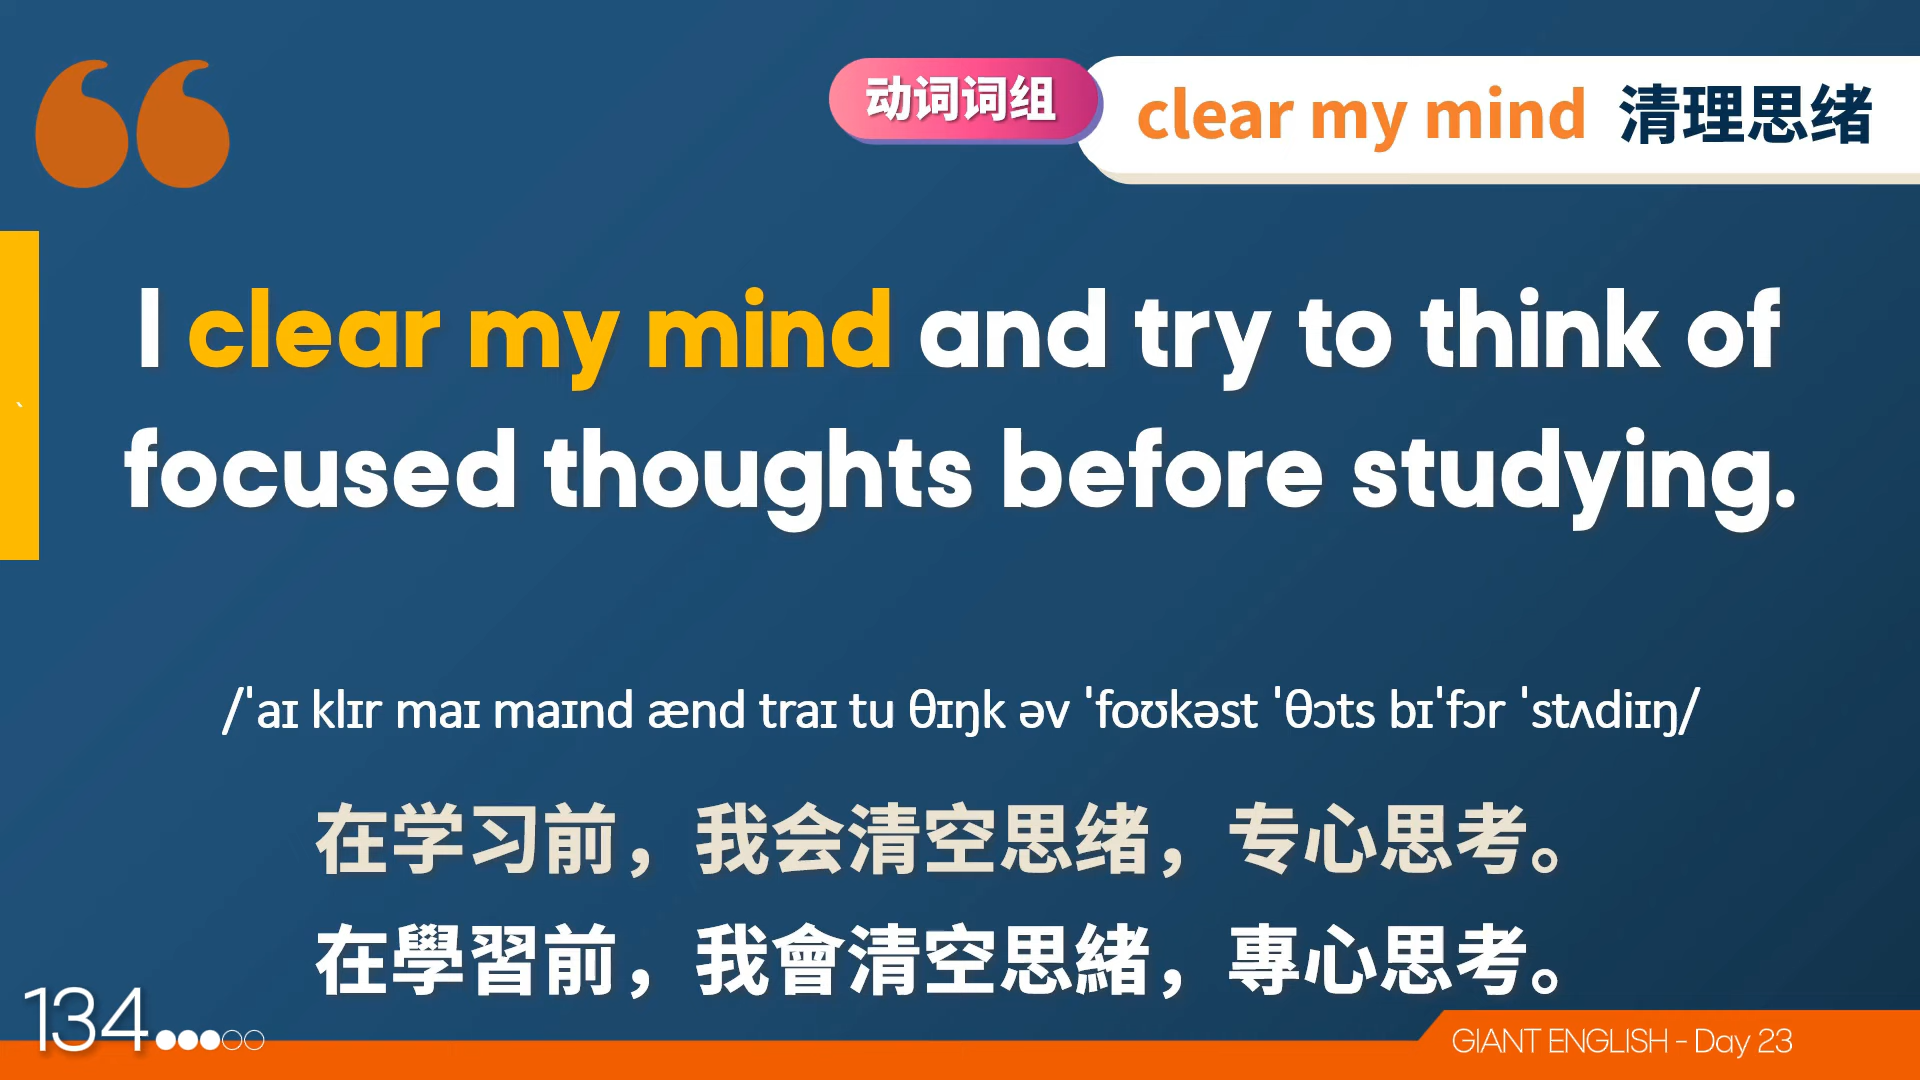 动词词组
clear my mind 清理思绪
I clear my mind and try to think of
focused thoughts before studying.
/ˈaɪ klɪr maɪ maɪnd ænd traɪ tu θɪŋk əv ˈfoʊkəst ˈθɔts bɪˈfɔr ˈstʌdiɪŋ/
在学习前，我会清空思绪，专心思考。
在學習前，我會清空思緒，專心思考。
134
GIANT ENGLISH - Day 23